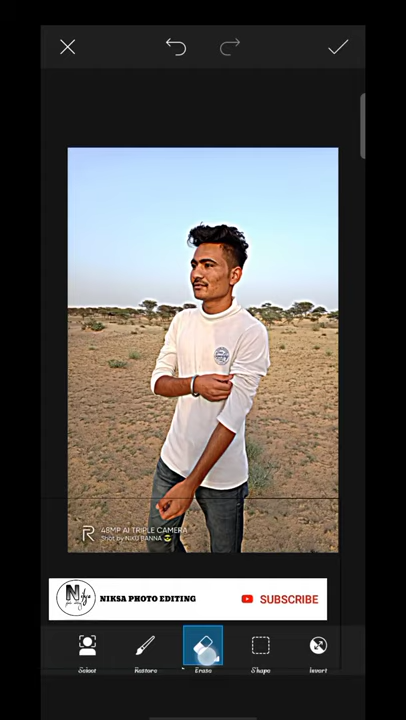 48MP AI TRIPLE CAMERA
Shot by NIKU BANNA 😎
NIKSA PHOTO EDITING
SUBSCRIBE
Select
Restore
Erase
Shape
Invert